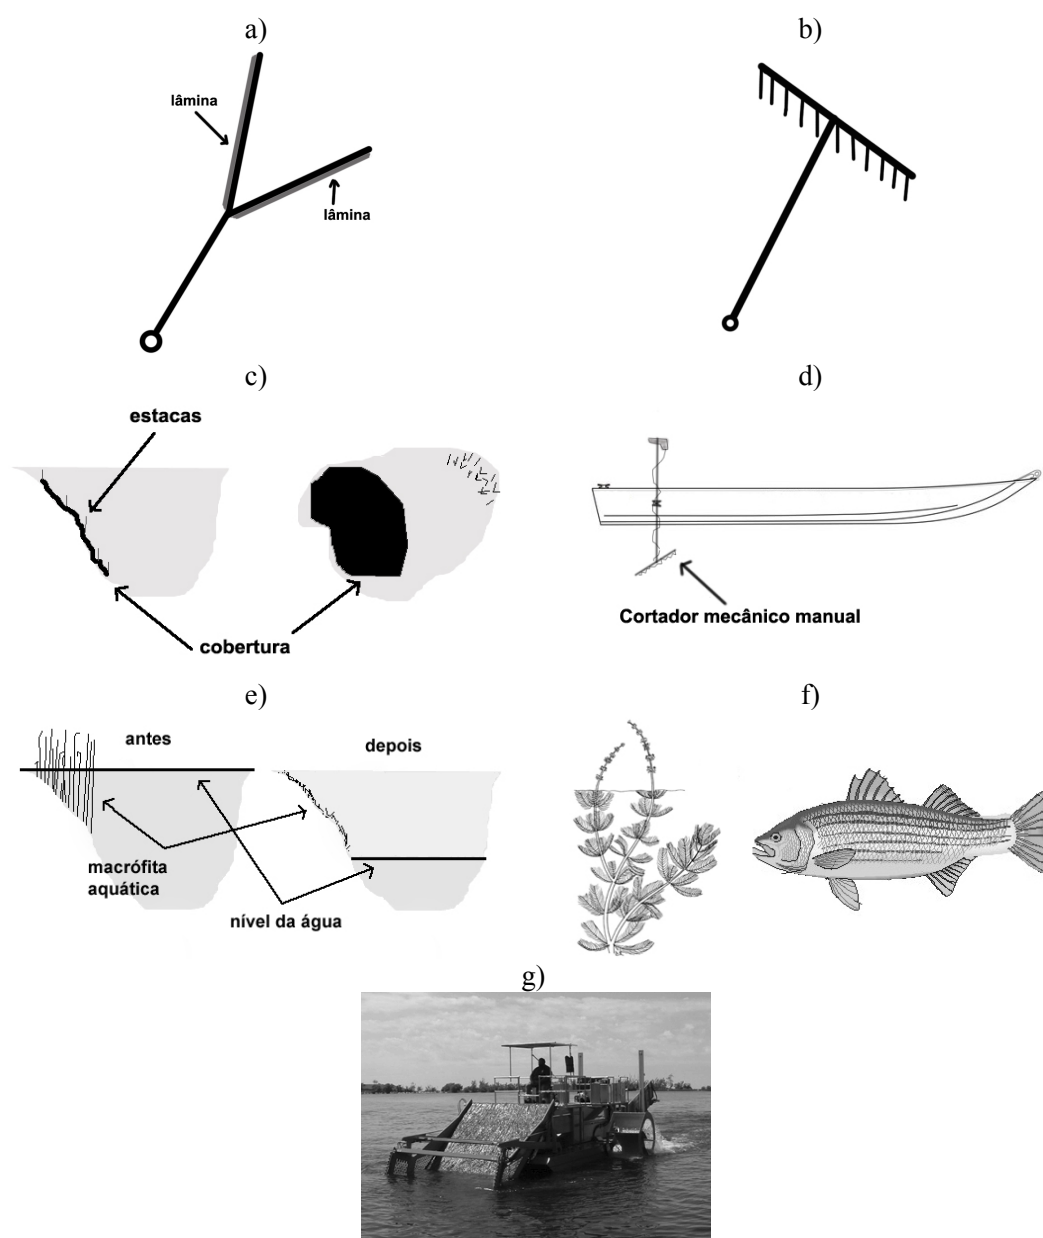 a)
b)
lâmina
lâmina
c)
d)
estacas
cobertura
Cortador mecânico manual
e)
f)
antes
depois
macrófita
aquática
nível da água
g)